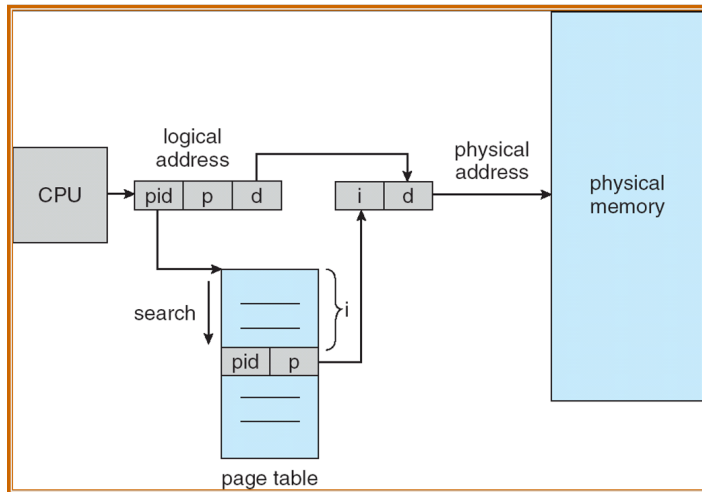 logical
address
physical
address
CPU
pid p d
i d
physical
memory
search
i
pid p
page table